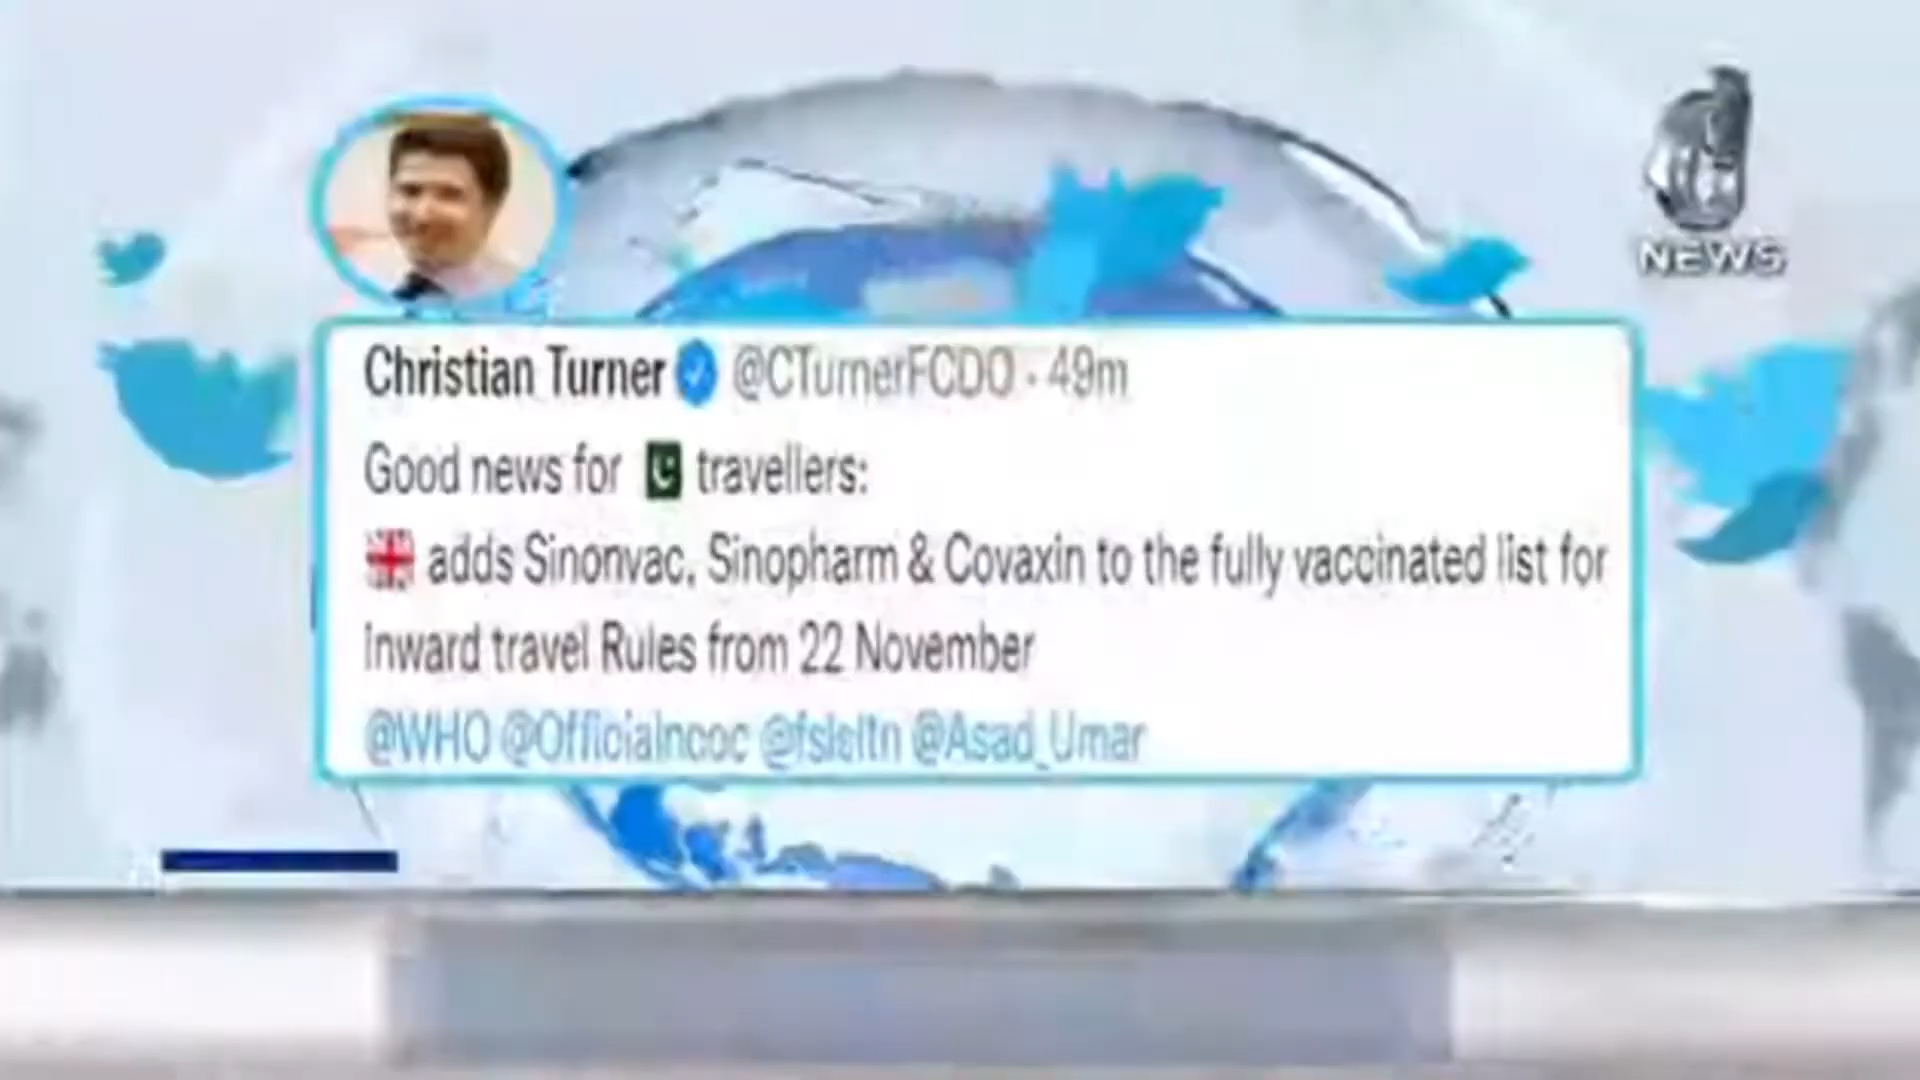 NEWS
Christian Turner @CTurnerFCDO · 49m
Good news for travellers:
adds Sinonvac, Sinopharm & Covaxin to the fully vaccinated list for
inward travel Rules from 22 November
@WHO @Officialncoc @fslsltn @Asad_Umar